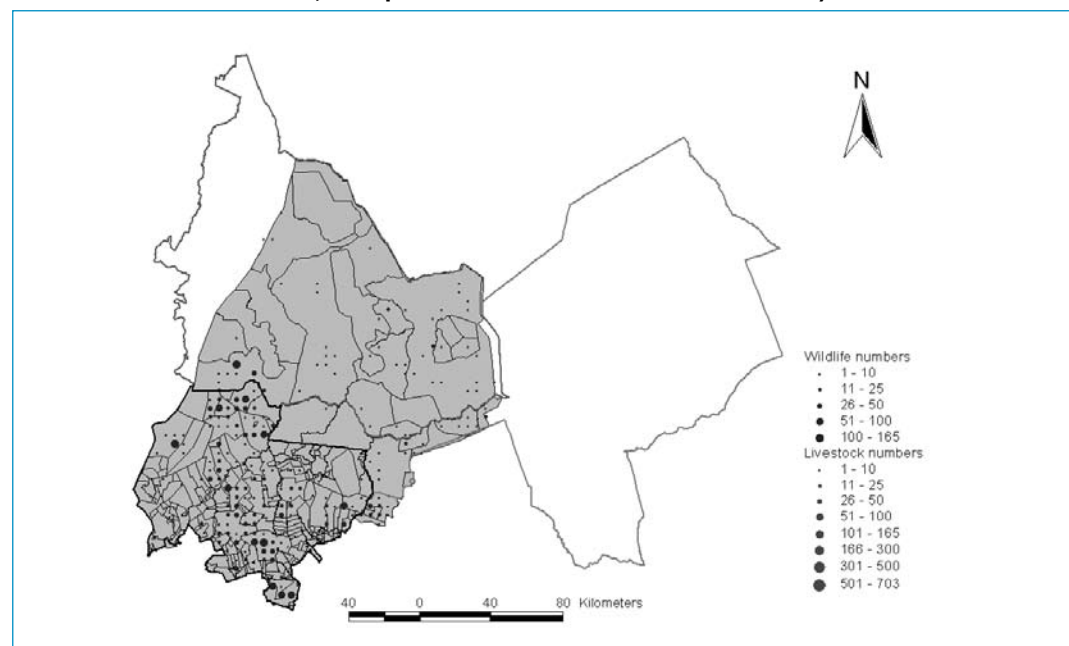 N
Wildlife numbers
1 - 10
11 - 25
26 - 50
51 - 100
100 - 165
Livestock numbers
1 - 10
11 - 25
26 - 50
51 - 100
101 - 165
166 - 300
301 - 500
501 - 703
40 0 40 80 Kilometers